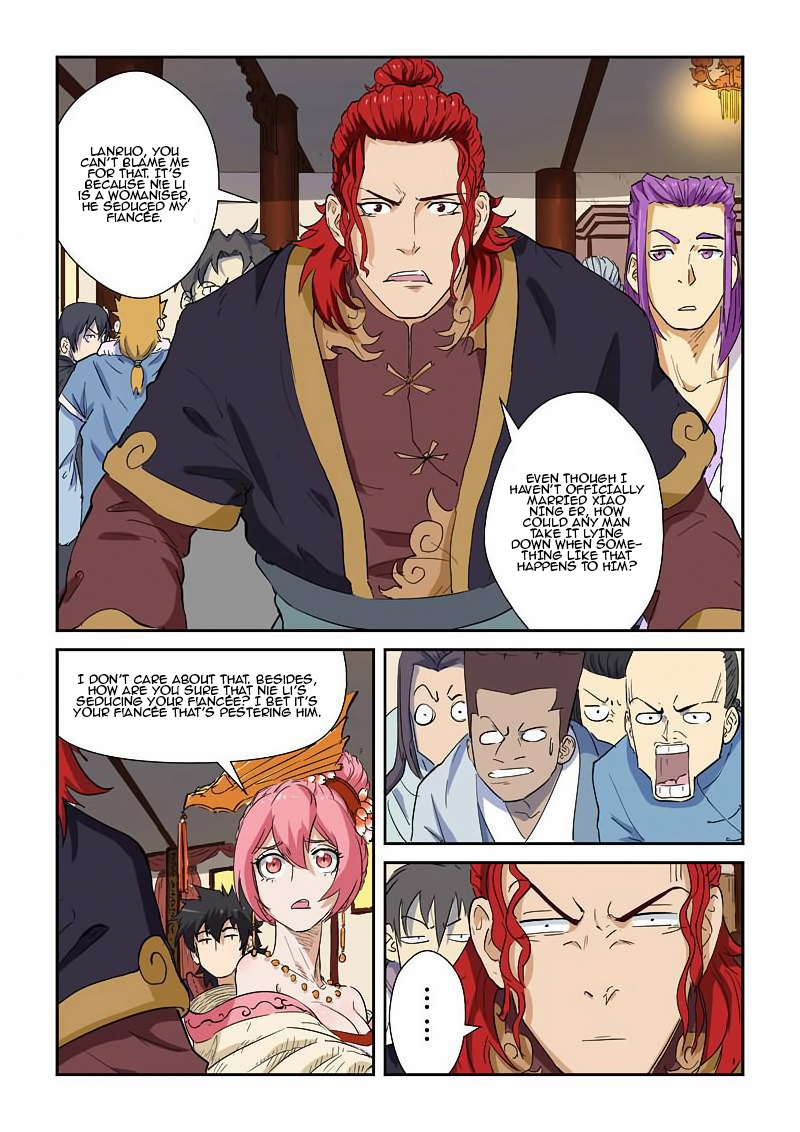 LANRUO, YOU
CAN'T BLAME ME
FOR THAT. IT'S
BECAUSE NIE LI
IS A WOMANISER,
HE SEDUCED MY
FIANCÉE.
EVEN THOUGH I
HAVEN'T OFFICIALLY
MARRIED XIAO
NING ER, HOW
COULD ANY MAN
TAKE IT LYING
DOWN WHEN SOME-
THING LIKE THAT
HAPPENS TO HIM?
I DON'T CARE ABOUT THAT. BESIDES,
HOW ARE YOU SURE THAT NIE LI'S
SEDUCING YOUR FIANCÉE? I BET IT'S
YOUR FIANCÉE THAT'S PESTERING HIM.
......